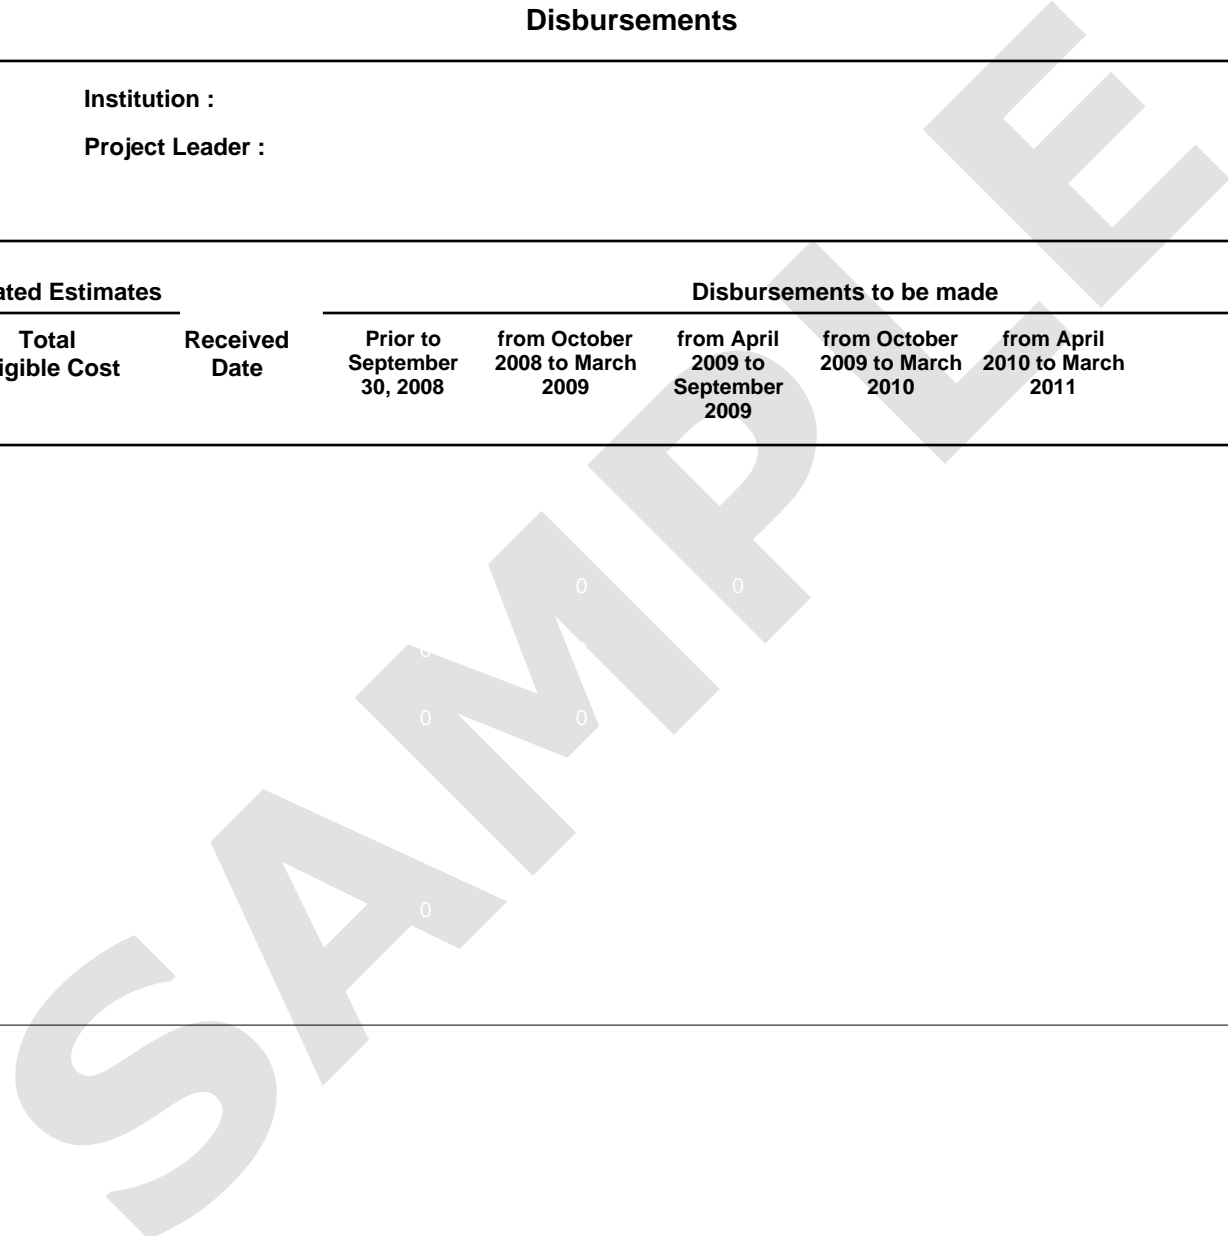 Disbursements
Institution :
Project Leader :
ated Estimates
Disbursements to be made
Total
igible Cost
Received
Date
Prior to
September
30, 2008
from October
2008 to March
2009
from April
2009 to
September
2009
from October
2009 to March
2010
from April
2010 to March
2011
0 0
0
0 0
0
SAMPLE